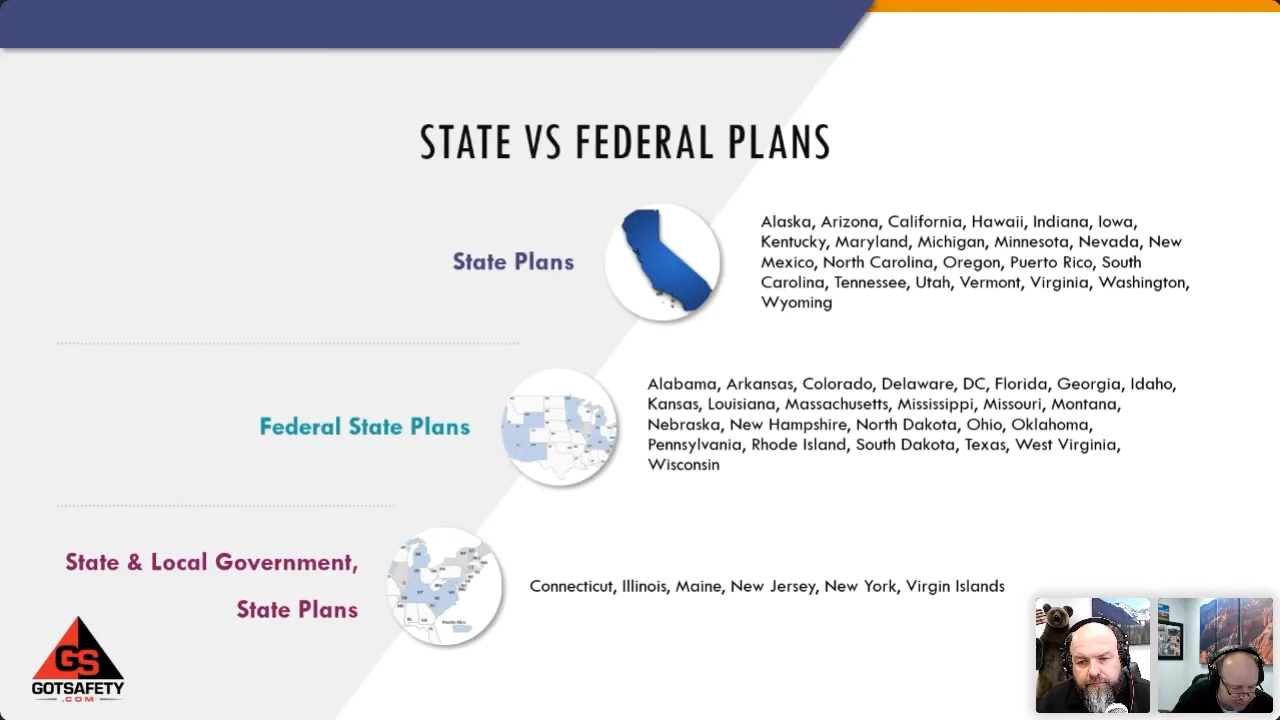 STATE VS FEDERAL PLANS
State Plans
Alaska, Arizona, California, Hawaii, Indiana, Iowa,
Kentucky, Maryland, Michigan, Minnesota, Nevada, New
Mexico, North Carolina, Oregon, Puerto Rico, South
Carolina, Tennessee, Utah, Vermont, Virginia, Washington,
Wyoming
Federal State Plans
Alabama, Arkansas, Colorado, Delaware, DC, Florida, Georgia, Idaho,
Kansas, Louisiana, Massachusetts, Mississippi, Missouri, Montana,
Nebraska, New Hampshire, North Dakota, Ohio, Oklahoma,
Pennsylvania, Rhode Island, South Dakota, Texas, West Virginia,
Wisconsin
State & Local Government,
State Plans
Connecticut, Illinois, Maine, New Jersey, New York, Virgin Islands
Puerto Rico
GS
GOTSAFETY
.COM